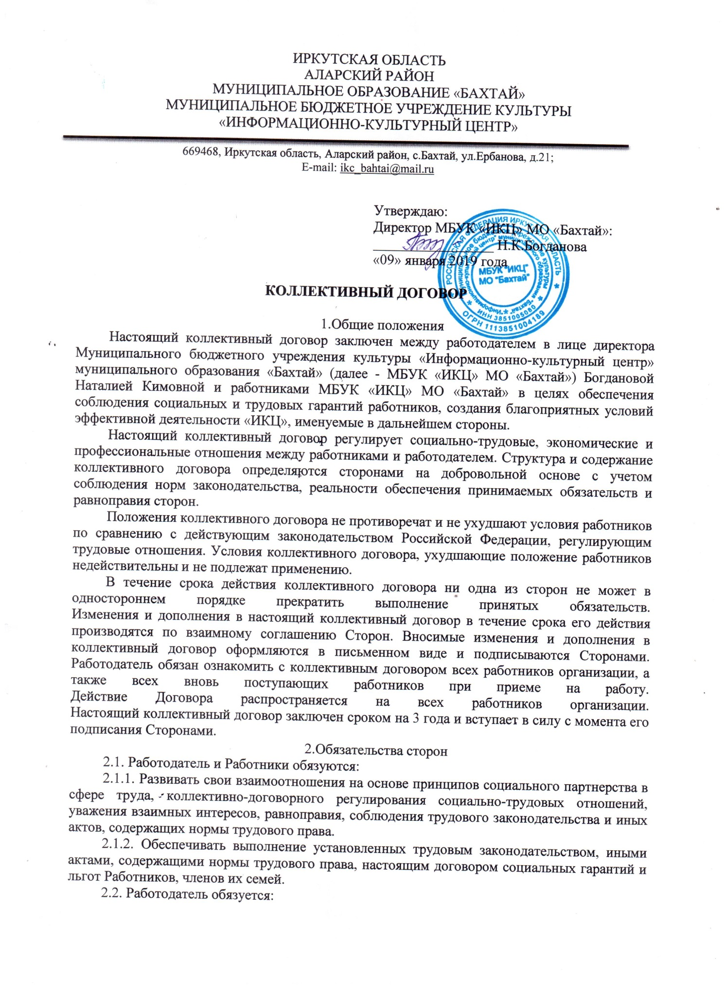 ИРКУТСКАЯ ОБЛАСТЬ
АЛАРСКИЙ РАЙОН
МУНИЦИПАЛЬНОЕ ОБРАЗОВАНИЕ «БАХТАЙ»
МУНИЦИПАЛЬНОЕ БЮДЖЕТНОЕ УЧРЕЖДЕНИЕ КУЛЬТУРЫ
«ИНФОРМАЦИОННО-КУЛЬТУРНЫЙ ЦЕНТР»
669468, Иркутская область, Аларский район, с.Бахтай, ул.Ербанова, д.21;
E-mail: ikc_bahtai@mail.ru
Утверждаю:
Директор МБУК «ИКЦ» МО «Бахтай»:
Н.К.Богданова
«09» января 2019 года
РОССИЙСКАЯ ФЕДЕРАЦИЯ ИРКУТСКАЯ ОБЛАСТЬ
ОГРН 1113851004189
Муниципальное бюджетное учреждение культуры
ИНН 3851005080
"Информационно-культурный центр" муниципального образования "Бахтай"
МБУК "ИКЦ"
МО "Бахтай"
КОЛЛЕКТИВНЫЙ ДОГОВОР
1.Общие положения
Настоящий коллективный договор заключен между работодателем в лице директора
Муниципального бюджетного учреждения культуры «Информационно-культурный центр»
муниципального образования «Бахтай» (далее - МБУК «ИКЦ» МО «Бахтай») Богдановой
Наталией Кимовной и работниками МБУК «ИКЦ» МО «Бахтай» в целях обеспечения
соблюдения социальных и трудовых гарантий работников, создания благоприятных условий
эффективной деятельности «ИКЦ», именуемые в дальнейшем стороны.
Настоящий коллективный договор регулирует социально-трудовые, экономические и
профессиональные отношения между работниками и работодателем. Структура и содержание
коллективного договора определяются сторонами на добровольной основе с учетом
соблюдения норм законодательства, реальности обеспечения принимаемых обязательств и
равноправия сторон.
Положения коллективного договора не противоречат и не ухудшают условия работников
по сравнению с действующим законодательством Российской Федерации, регулирующим
трудовые отношения. Условия коллективного договора, ухудшающие положение работников
недействительны и не подлежат применению.
В течение срока действия коллективного договора ни одна из сторон не может в
одностороннем порядке прекратить выполнение принятых обязательств.
Изменения и дополнения в настоящий коллективный договор в течение срока его действия
производятся по взаимному соглашению Сторон. Вносимые изменения и дополнения в
коллективный договор оформляются в письменном виде и подписываются Сторонами.
Работодатель обязан ознакомить с коллективным договором всех работников организации, а
также всех вновь поступающих работников при приеме на работу.
Действие Договора распространяется на всех работников организации.
Настоящий коллективный договор заключен сроком на 3 года и вступает в силу с момента его
подписания Сторонами.
2.Обязательства сторон
2.1. Работодатель и Работники обязуются:
2.1.1. Развивать свои взаимоотношения на основе принципов социального партнерства в
сфере труда, коллективно-договорного регулирования социально-трудовых отношений,
уважения взаимных интересов, равноправия, соблюдения трудового законодательства и иных
актов, содержащих нормы трудового права.
2.1.2. Обеспечивать выполнение установленных трудовым законодательством, иными
актами, содержащими нормы трудового права, настоящим договором социальных гарантий и
льгот Работников, членов их семей.
2.2. Работодатель обязуется: